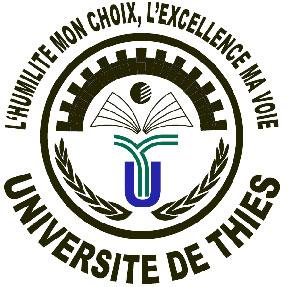 L'HUMILITE MON CHOIX, L'EXCELLENCE MA VOIE
U
UNIVERSITE DE THIES